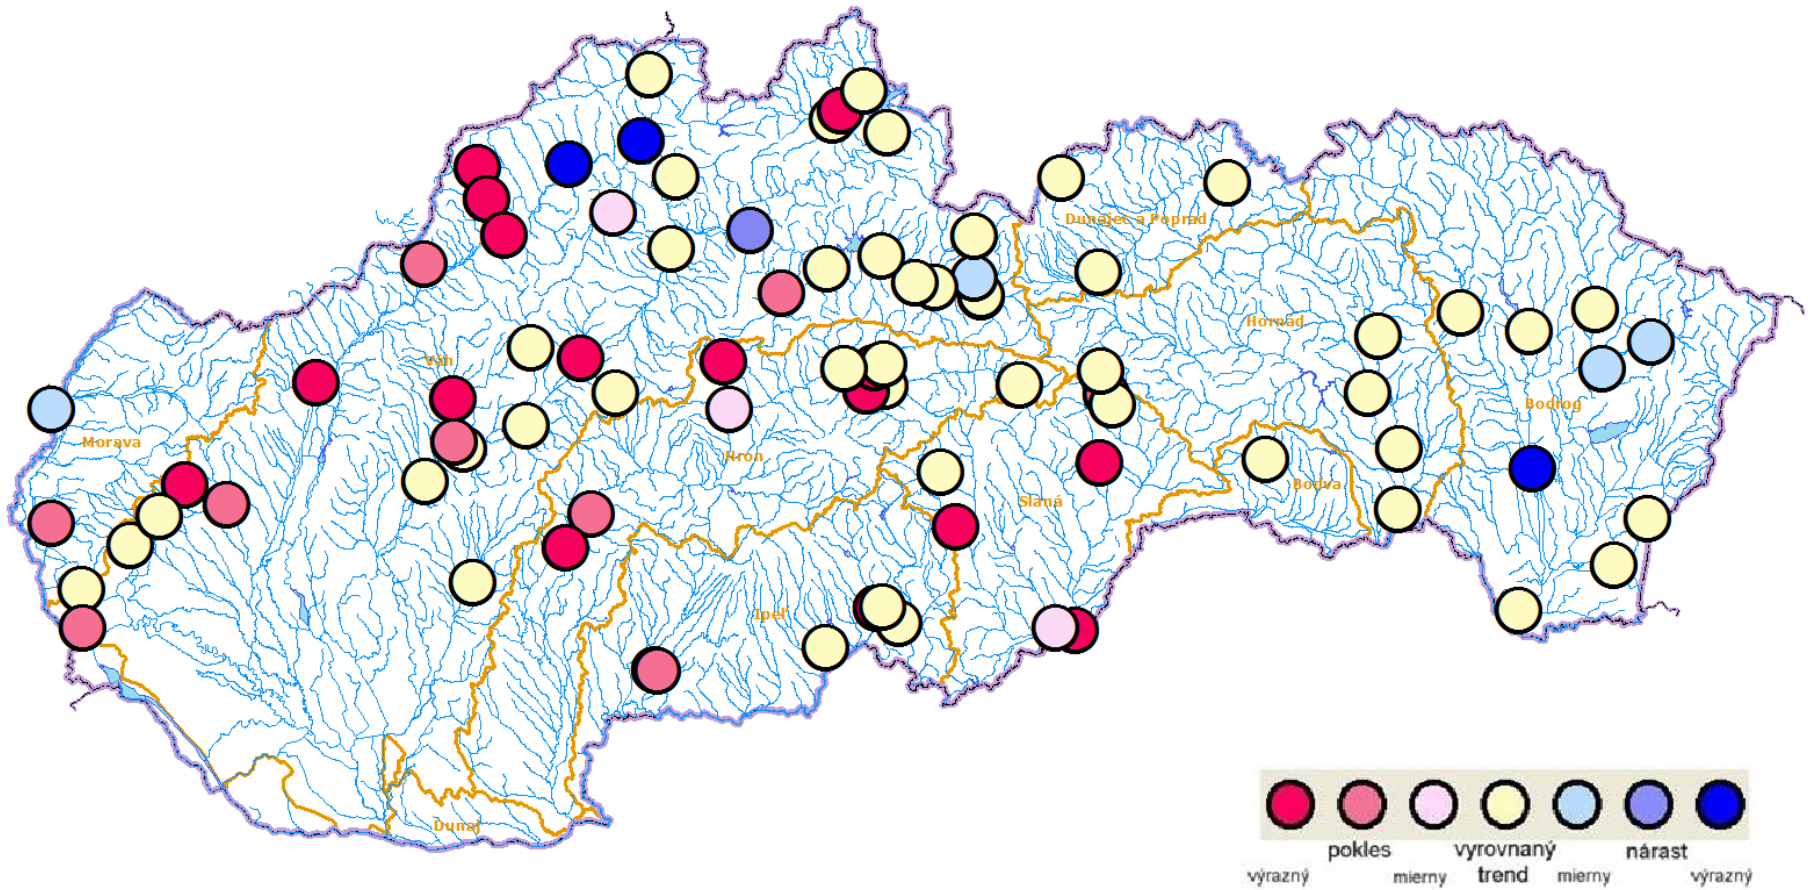 Dunajec a Poprad
Hornád
Váh
Bodrog
Morava
Hron
Bodva
Slaná
Ipeľ
Dunaj
pokles vyrovnaný nárast
výrazný mierny trend mierny výrazný